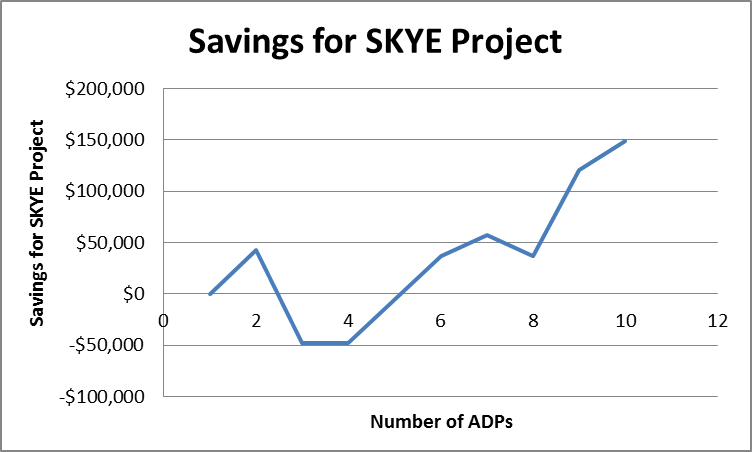 Savings for SKYE Project
Savings for SKYE Project
$200,000
$150,000
$100,000
$50,000
$0
-$50,000
-$100,000
0 2 4 6 8 10 12
Number of ADPs